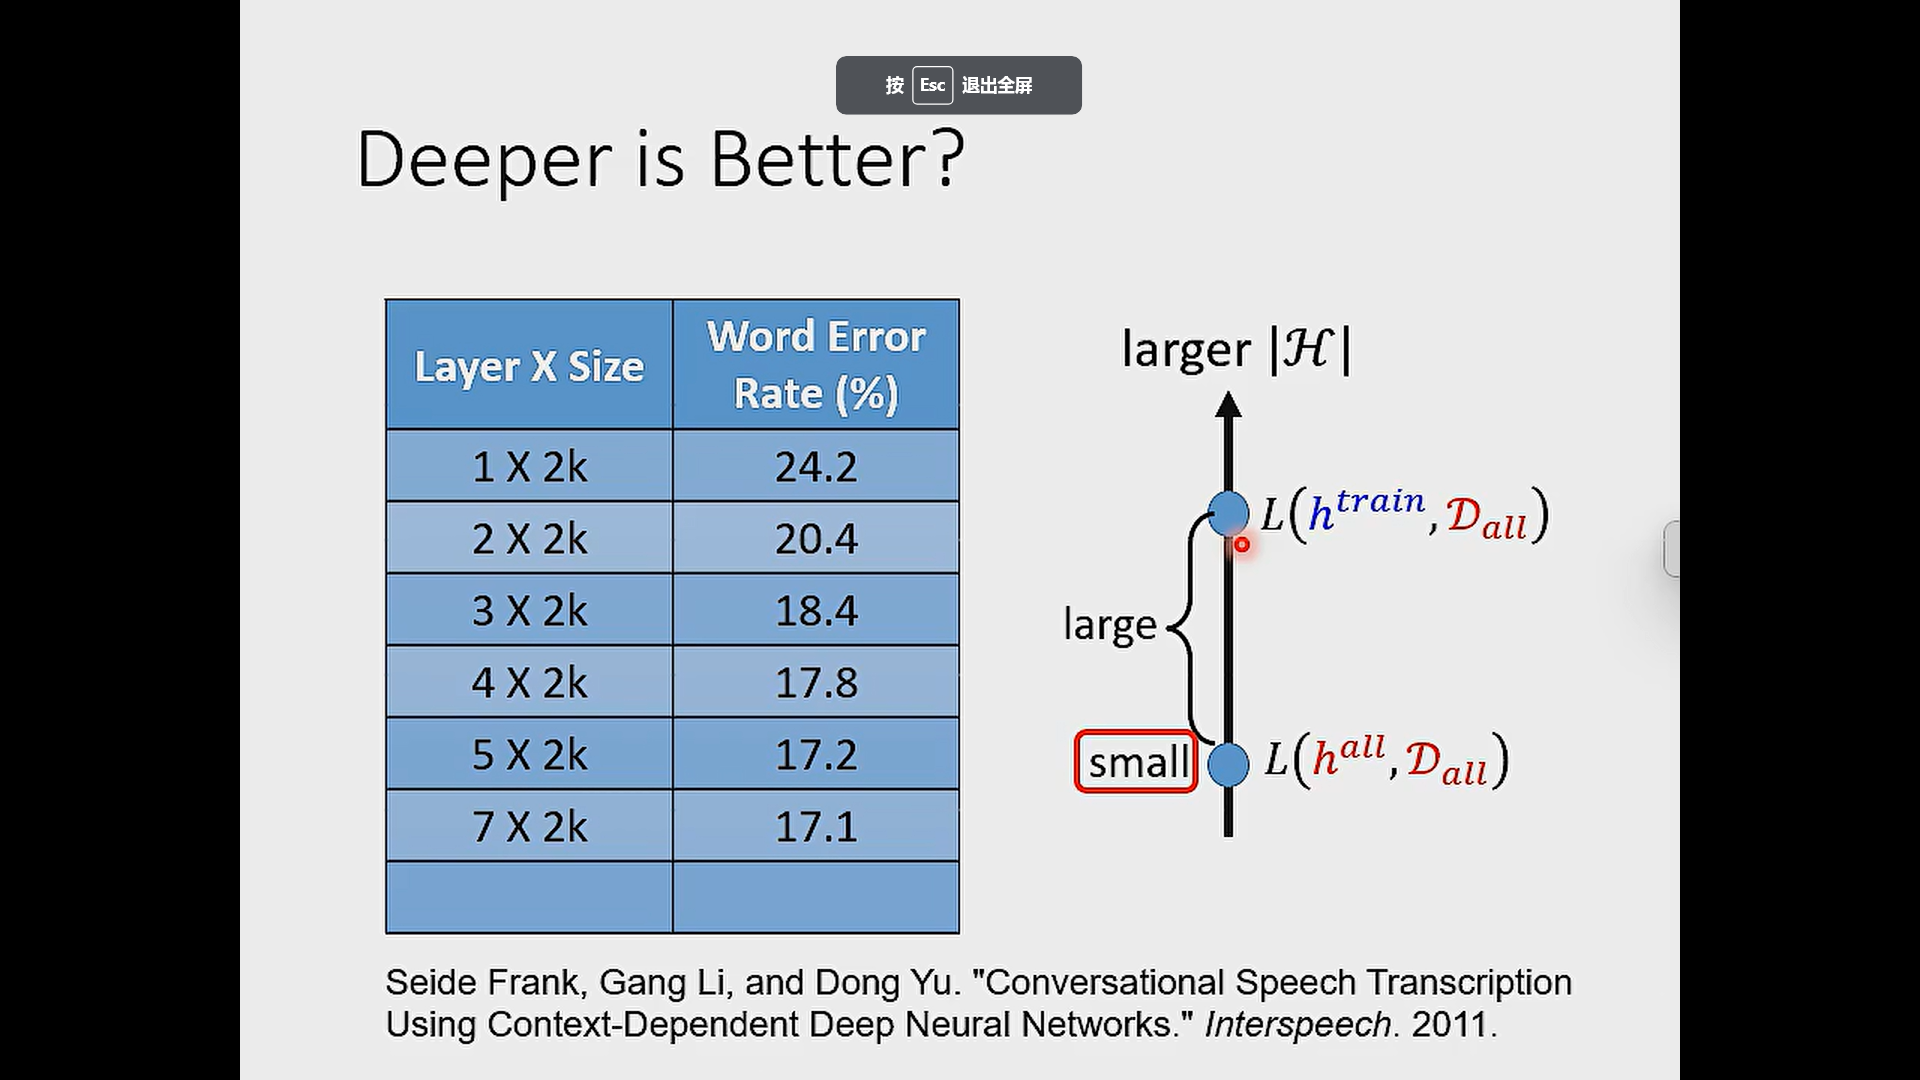 按 Esc 退出全屏
Deeper is Better?
Layer X Size
Word Error
Rate (%)
1 X 2k 24.2
2 X 2k 20.4
3 X 2k 18.4
4 X 2k 17.8
5 X 2k 17.2
7 X 2k 17.1
larger |ℋ|
L(h^{train}, 𝒟_{all})
large
small
L(h^{all}, 𝒟_{all})
Seide Frank, Gang Li, and Dong Yu. "Conversational Speech Transcription
Using Context-Dependent Deep Neural Networks." Interspeech. 2011.